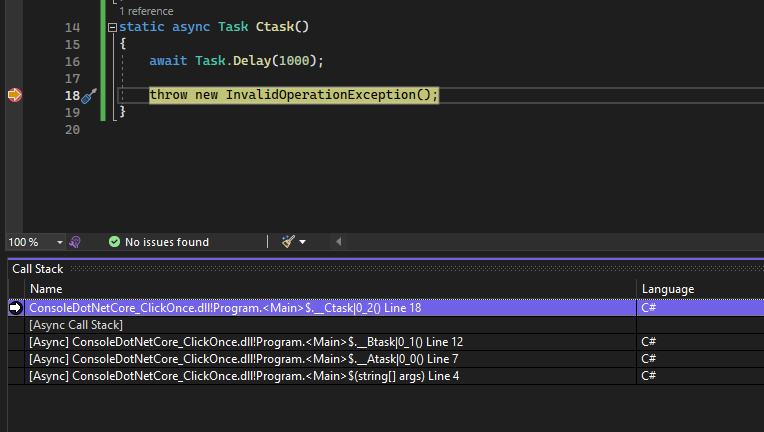 1 reference
14 static async Task Ctask()
15 {
16 await Task.Delay(1000);
17
18 throw new InvalidOperationException();
19 }
20
100 % No issues found
Call Stack
Name Language
ConsoleDotNetCore_ClickOnce.dll!Program.<Main>$.__Ctask|0_2() Line 18 C#
[Async Call Stack]
[Async] ConsoleDotNetCore_ClickOnce.dll!Program.<Main>$.__Btask|0_1() Line 12 C#
[Async] ConsoleDotNetCore_ClickOnce.dll!Program.<Main>$.__Atask|0_0() Line 7 C#
[Async] ConsoleDotNetCore_ClickOnce.dll!Program.<Main>$(string[] args) Line 4 C#